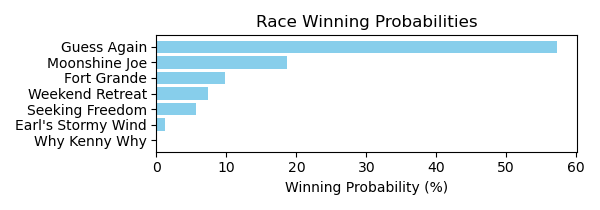 Race Winning Probabilities
Guess Again
Moonshine Joe
Fort Grande
Weekend Retreat
Seeking Freedom
Earl's Stormy Wind
Why Kenny Why
0 10 20 30 40 50 60
Winning Probability (%)